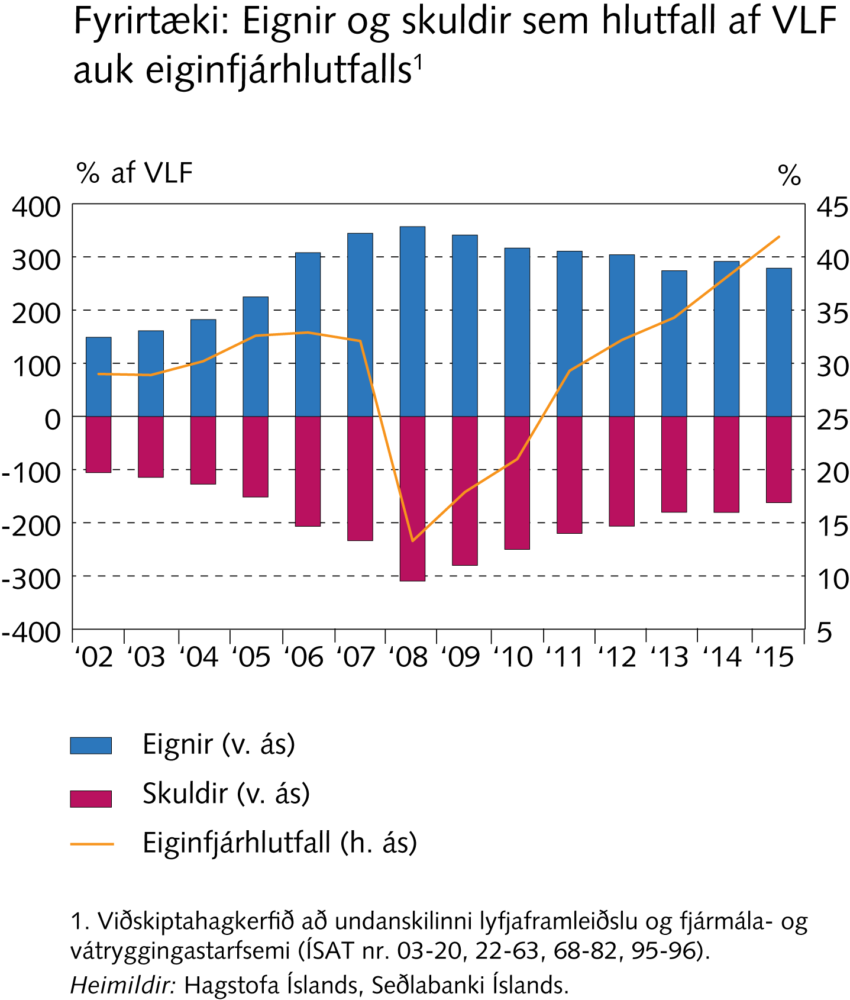 Fyrirtæki: Eignir og skuldir sem hlutfall af VLF
auk eiginfjárhlutfalls¹
% af VLF
%
400
300
200
100
0
-100
-200
-300
-400
45
40
35
30
25
20
15
10
5
‘02 ‘03 ‘04 ‘05 ‘06 ‘07 ‘08 ‘09 ‘10 ‘11 ‘12 ‘13 ‘14 ‘15
Eignir (v. ás)
Skuldir (v. ás)
Eiginfjárhlutfall (h. ás)
1. Viðskiptahagkerfið að undanskilinni lyfjaframleiðslu og fjármála- og
vátryggingastarfsemi (ÍSAT nr. 03-20, 22-63, 68-82, 95-96).
Heimildir: Hagstofa Íslands, Seðlabanki Íslands.